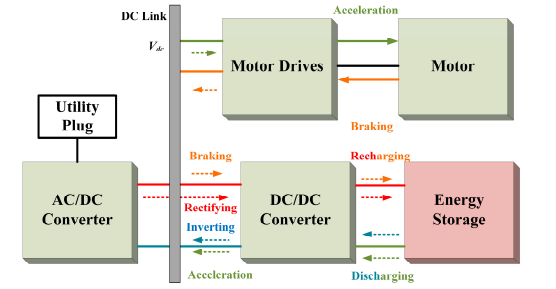 DC Link
Acceleration
Vdc
Motor Drives
Motor
Utility
Plug
Braking
Braking
Recharging
AC/DC
Converter
DC/DC
Converter
Energy
Storage
Rectifying
Inverting
Acceleration
Discharging